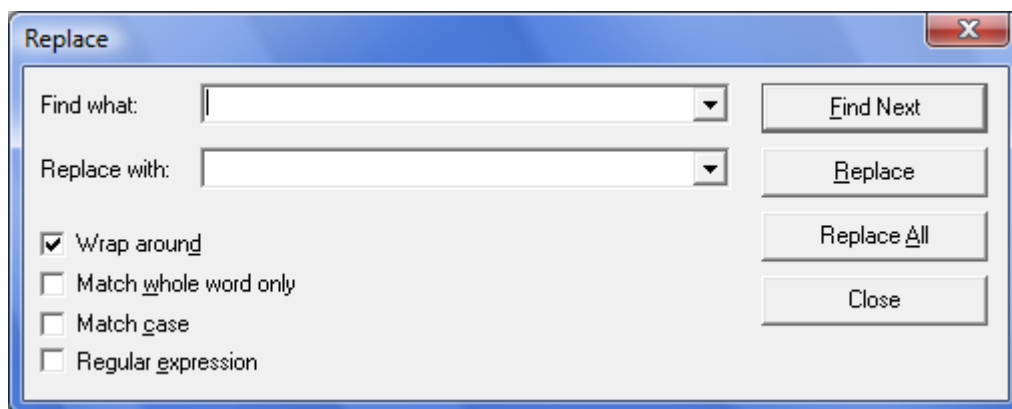 Replace
Find what:
Find Next
Replace with:
Replace
Wrap around
Replace All
Match whole word only
Close
Match case
Regular expression